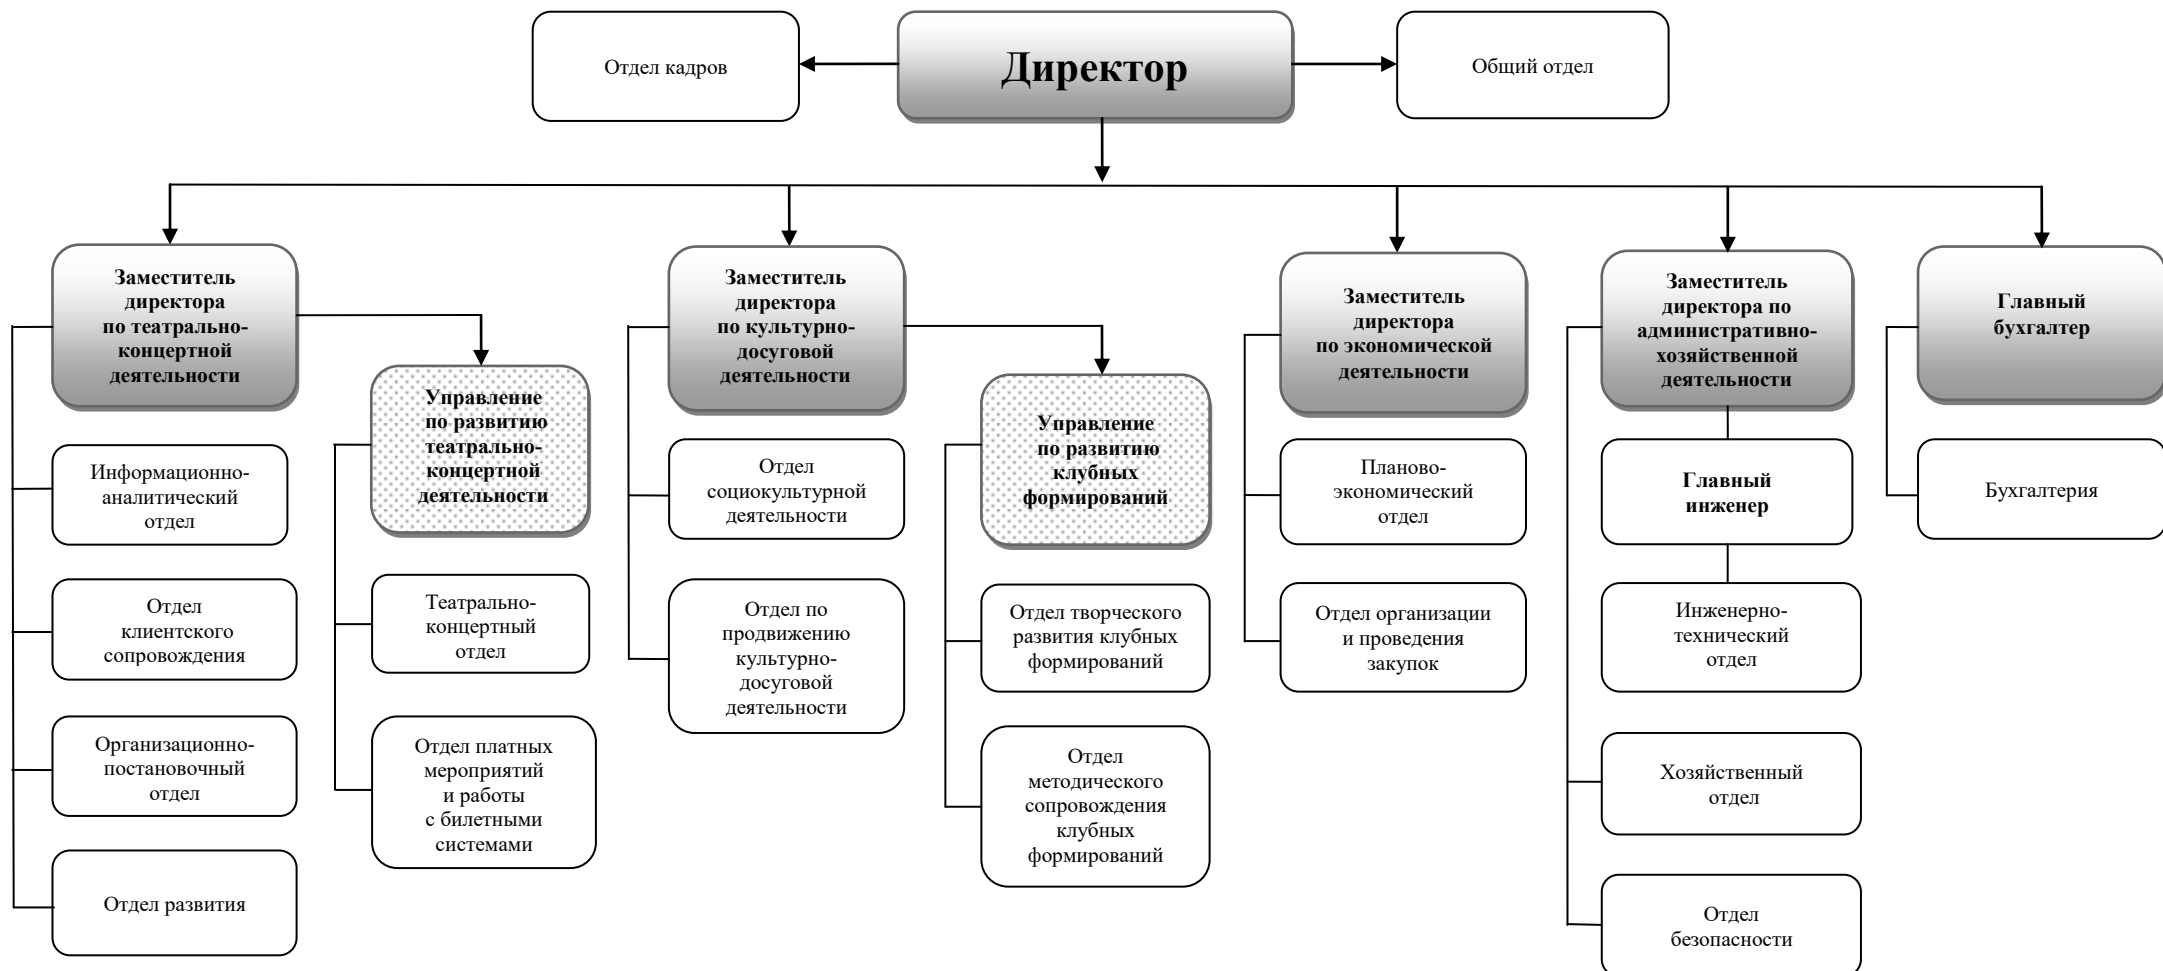 Отдел кадров
Директор
Общий отдел
Заместитель
директора
по театрально-
концертной
деятельности
Информационно-
аналитический
отдел
Отдел
клиентского
сопровождения
Организационно-
постановочный
отдел
Отдел развития
Управление
по развитию
театрально-
концертной
деятельности
Театрально-
концертный
отдел
Отдел платных
мероприятий
и работы
с билетными
системами
Заместитель
директора
по культурно-
досуговой
деятельности
Отдел
социокультурной
деятельности
Отдел по
продвижению
культурно-
досуговой
деятельности
Управление
по развитию
клубных
формирований
Отдел творческого
развития клубных
формирований
Отдел
методического
сопровождения
клубных
формирований
Заместитель
директора
по экономической
деятельности
Планово-
экономический
отдел
Отдел организации
и проведения
закупок
Заместитель
директора по
административно-
хозяйственной
деятельности
Главный
инженер
Инженерно-
технический
отдел
Хозяйственный
отдел
Отдел
безопасности
Главный
бухгалтер
Бухгалтерия